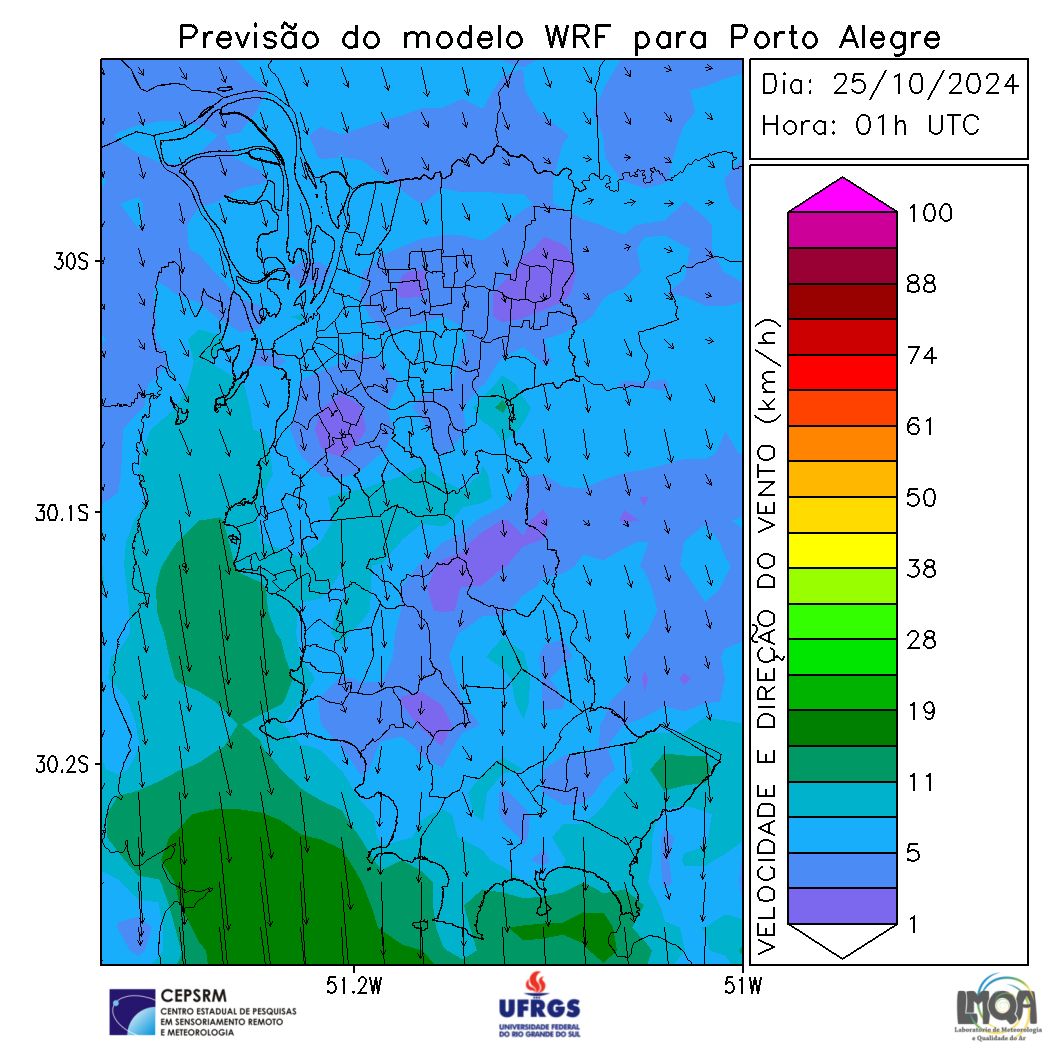 Previsão do modelo WRF para Porto Alegre
Dia: 25/10/2024
Hora: 01h UTC
30S
30.1S
30.2S
51.2W
51W
VELOCIDADE E DIREÇÃO DO VENTO (km/h)
100
88
74
61
50
38
28
19
11
5
1
CEPSRM
CENTRO ESTADUAL DE PESQUISAS
EM SENSORIAMENTO REMOTO
E METEOROLOGIA
UFRGS
UNIVERSIDADE FEDERAL
DO RIO GRANDE DO SUL
LMQA
Laboratório de Meteorologia
e Qualidade do Ar